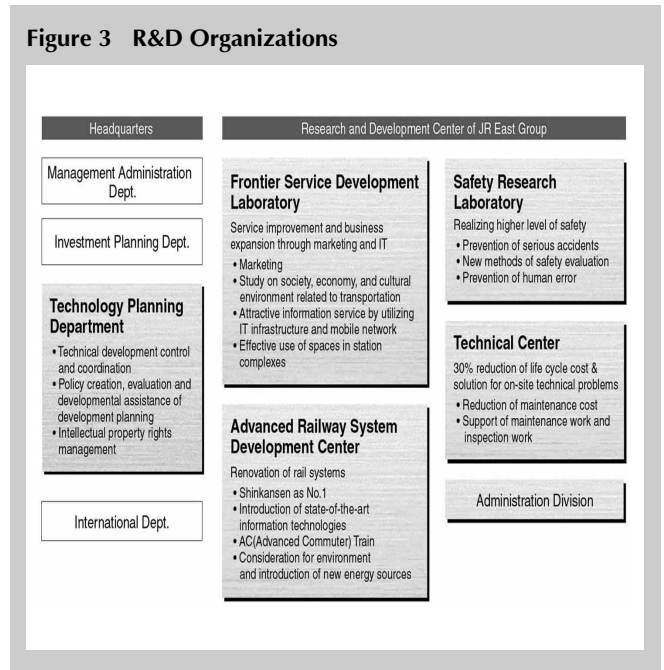 Figure 3 R&D Organizations
Headquarters
Management Administration
Dept.
Investment Planning Dept.
Technology Planning
Department
• Technical development control
and coordination
• Policy creation, evaluation and
developmental assistance of
development planning
• Intellectual property rights
management
International Dept.
Research and Development Center of JR East Group
Frontier Service Development
Laboratory
Service improvement and business
expansion through marketing and IT
• Marketing
• Study on society, economy, and cultural
environment related to transportation
• Attractive information service by utilizing
IT infrastructure and mobile network
• Effective use of spaces in station
complexes
Advanced Railway System
Development Center
Renovation of rail systems
• Shinkansen as No.1
• Introduction of state-of-the-art
information technologies
• AC(Advanced Commuter) Train
• Consideration for environment
and introduction of new energy sources
Safety Research
Laboratory
Realizing higher level of safety
• Prevention of serious accidents
• New methods of safety evaluation
• Prevention of human error
Technical Center
30% reduction of life cycle cost &
solution for on-site technical problems
• Reduction of maintenance cost
• Support of maintenance work and
inspection work
Administration Division